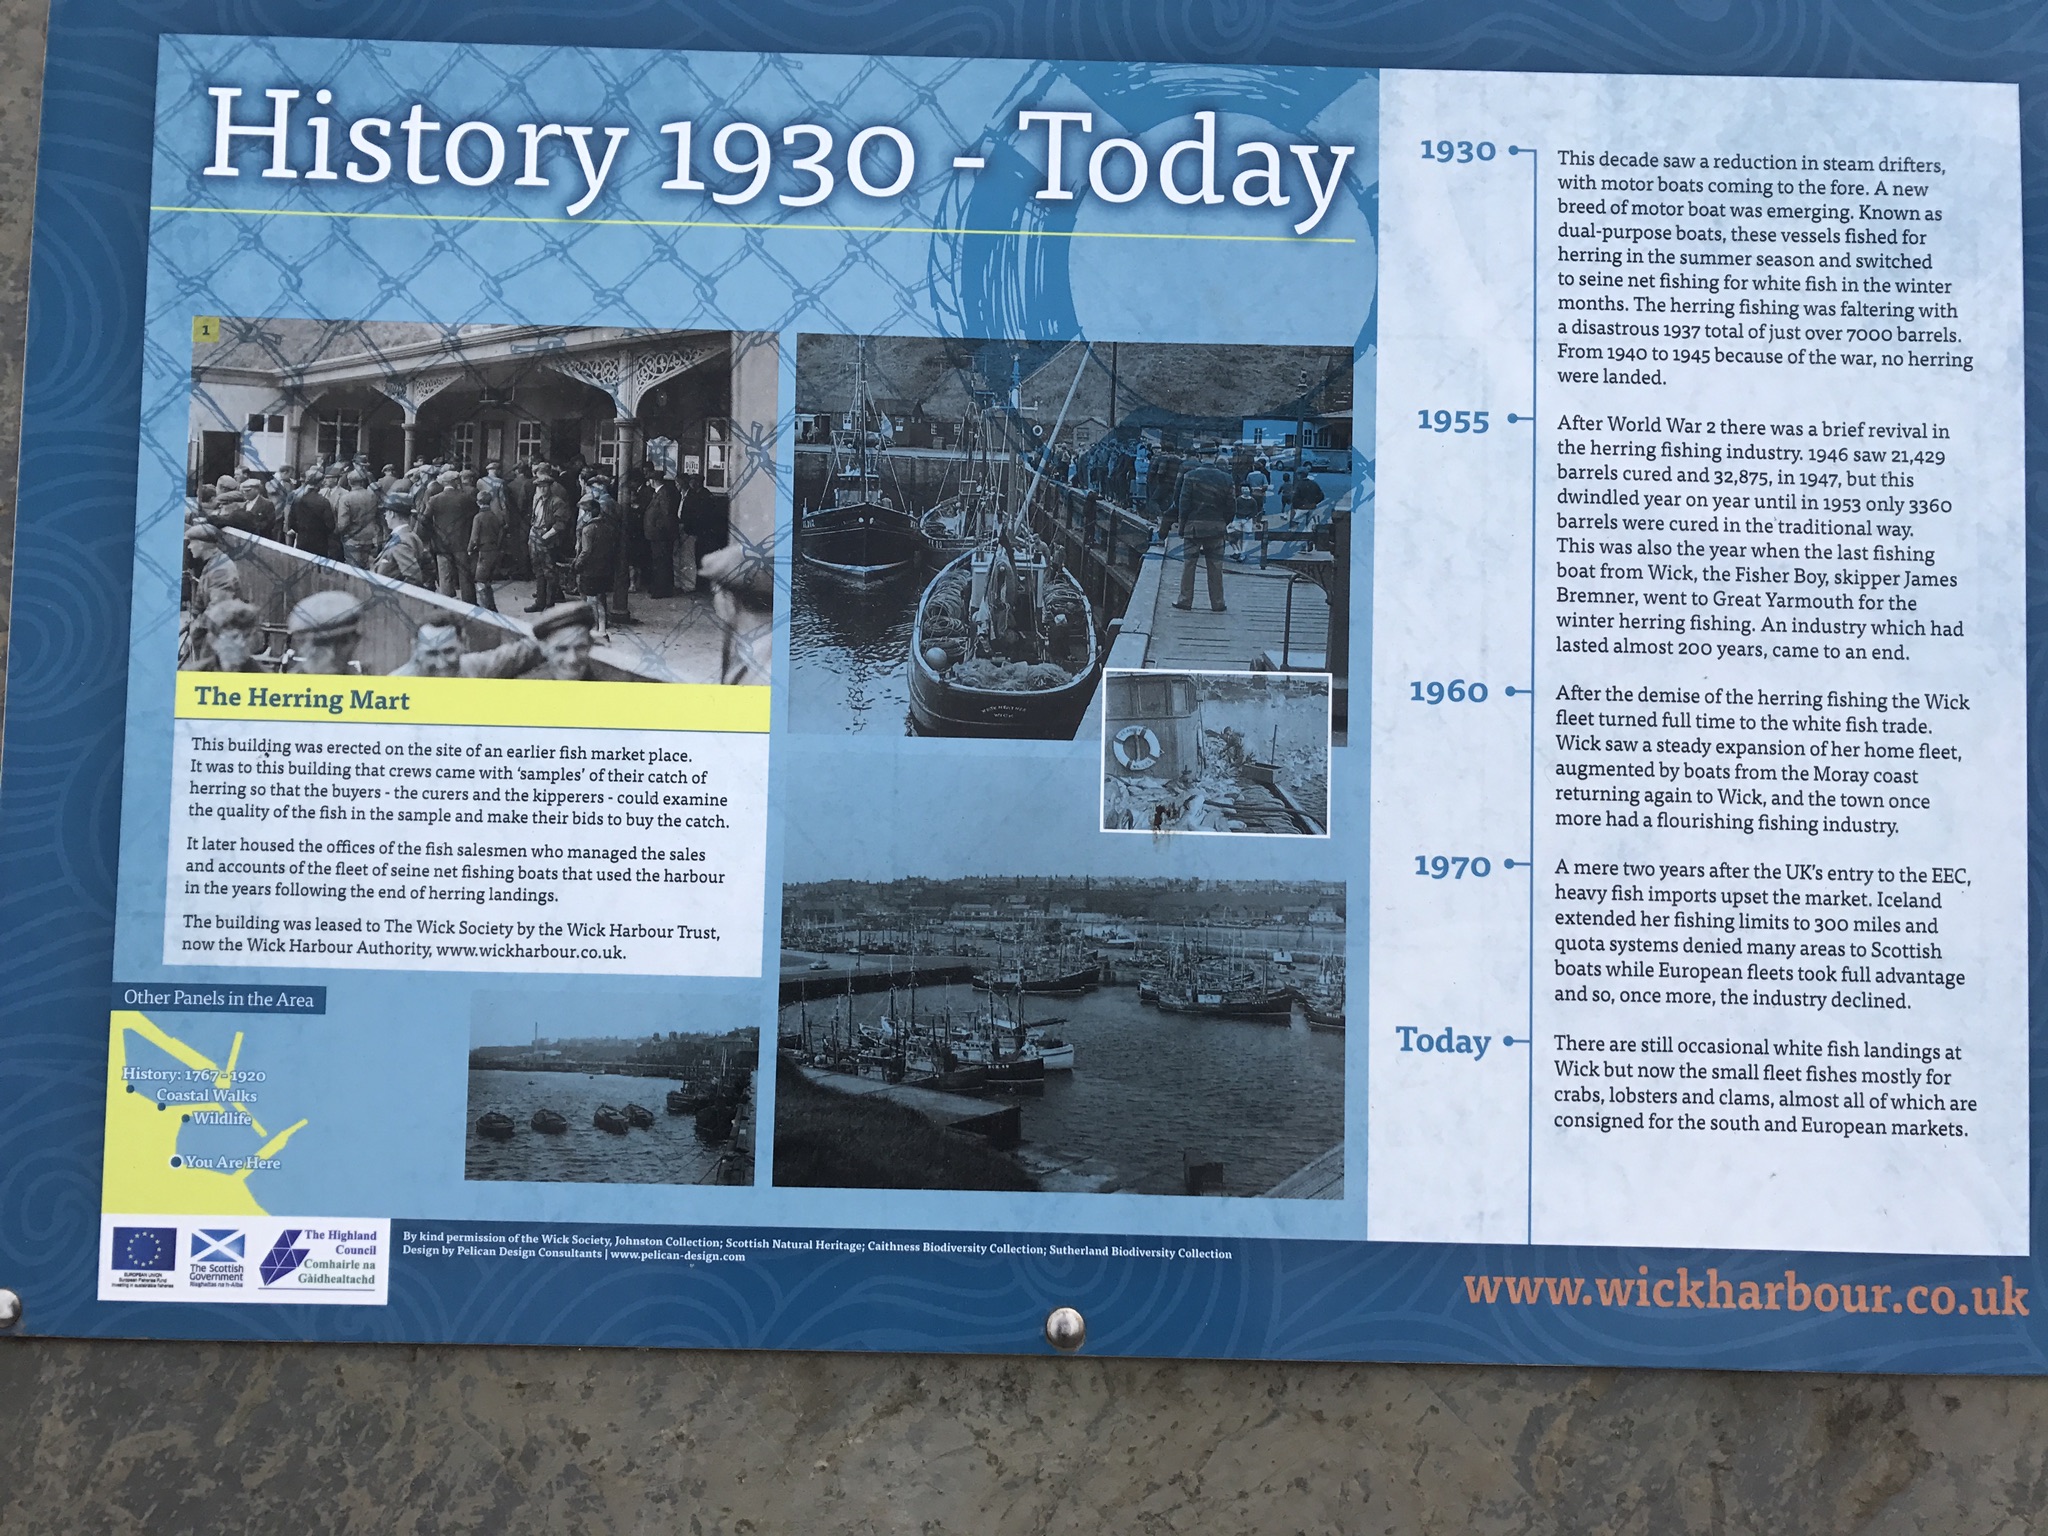 History 1930 - Today
1
The Herring Mart
This building was erected on the site of an earlier fish market place.
It was to this building that crews came with 'samples' of their catch of
herring so that the buyers - the curers and the kipperers - could examine
the quality of the fish in the sample and make their bids to buy the catch.
It later housed the offices of the fish salesmen who managed the sales
and accounts of the fleet of seine net fishing boats that used the harbour
in the years following the end of herring landings.
The building was leased to The Wick Society by the Wick Harbour Trust,
now the Wick Harbour Authority, www.wickharbour.co.uk.
Other Panels in the Area
History: 1767 - 1920
Coastal Walks
Wildlife
You Are Here
1930
This decade saw a reduction in steam drifters,
with motor boats coming to the fore. A new
breed of motor boat was emerging. Known as
dual-purpose boats, these vessels fished for
herring in the summer season and switched
to seine net fishing for white fish in the winter
months. The herring fishing was faltering with
a disastrous 1937 total of just over 7000 barrels.
From 1940 to 1945 because of the war, no herring
were landed.
1955
After World War 2 there was a brief revival in
the herring fishing industry. 1946 saw 21,429
barrels cured and 32,875, in 1947, but this
dwindled year on year until in 1953 only 3360
barrels were cured in the traditional way.
This was also the year when the last fishing
boat from Wick, the Fisher Boy, skipper James
Bremner, went to Great Yarmouth for the
winter herring fishing. An industry which had
lasted almost 200 years, came to an end.
1960
After the demise of the herring fishing the Wick
fleet turned full time to the white fish trade.
Wick saw a steady expansion of her home fleet,
augmented by boats from the Moray coast
returning again to Wick, and the town once
more had a flourishing fishing industry.
1970
A mere two years after the UK's entry to the EEC,
heavy fish imports upset the market. Iceland
extended her fishing limits to 300 miles and
quota systems denied many areas to Scottish
boats while European fleets took full advantage
and so, once more, the industry declined.
Today
There are still occasional white fish landings at
Wick but now the small fleet fishes mostly for
crabs, lobsters and clams, almost all of which are
consigned for the south and European markets.
EUROPEAN UNION
European Fisheries Fund
Investing in sustainable fisheries
The Scottish
Government
Riaghaltas na h-Alba
The Highland
Council
Comhairle na
Gàidhealtachd
By kind permission of the Wick Society, Johnston Collection; Scottish Natural Heritage; Caithness Biodiversity Collection; Sutherland Biodiversity Collection
Design by Pelican Design Consultants | www.pelican-design.com
www.wickharbour.co.uk